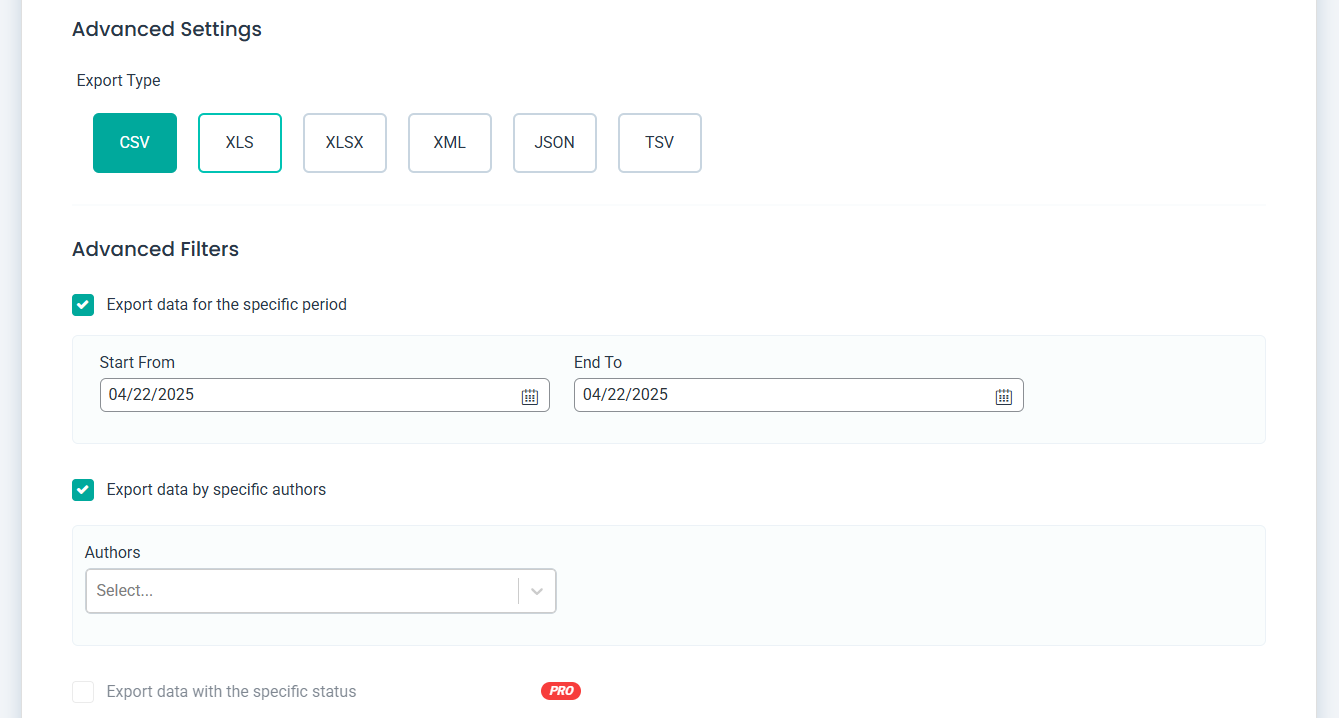 Advanced Settings
Export Type
CSV XLS XLSX XML JSON TSV
Advanced Filters
Export data for the specific period
Start From End To
04/22/2025 04/22/2025
Export data by specific authors
Authors
Select...
Export data with the specific status PRO